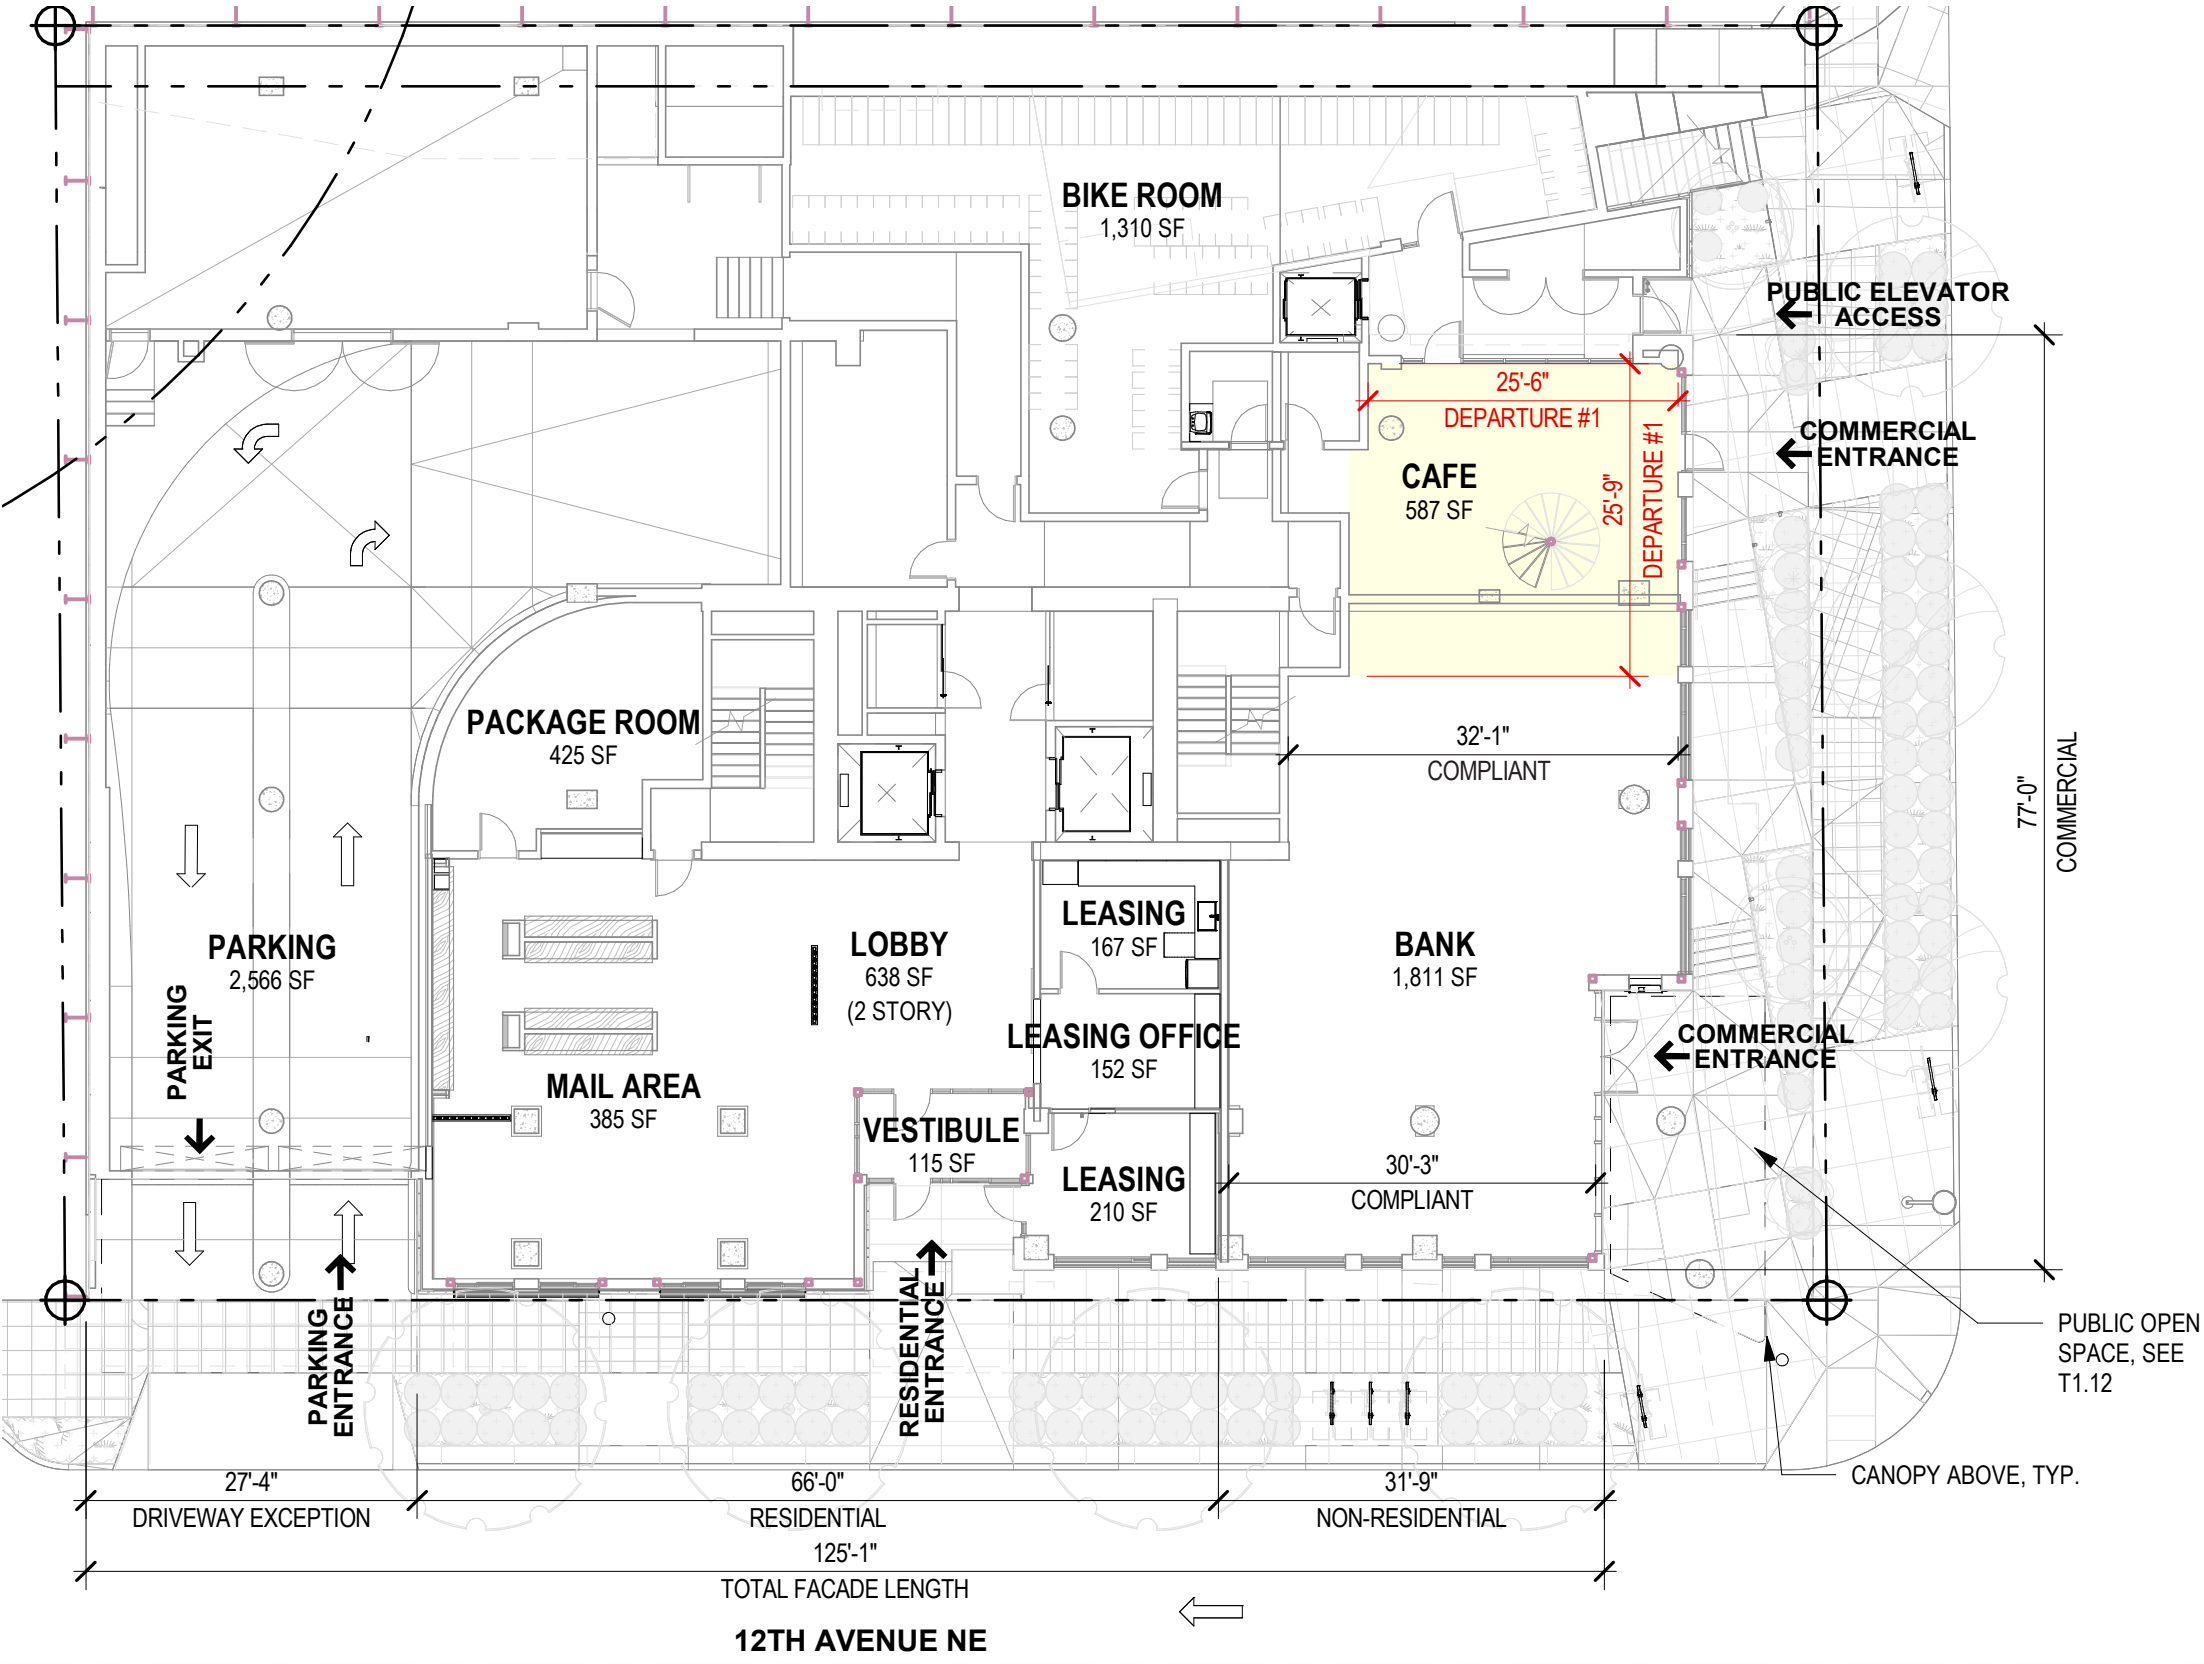 BIKE ROOM
1,310 SF
PUBLIC ELEVATOR
ACCESS
25'-6"
DEPARTURE #1
COMMERCIAL
ENTRANCE
CAFE
587 SF
25'-9"
DEPARTURE #1
PACKAGE ROOM
425 SF
32'-1"
COMPLIANT
77'-0"
COMMERCIAL
PARKING
2,566 SF
LOBBY
638 SF
(2 STORY)
LEASING
167 SF
BANK
1,811 SF
PARKING
EXIT
LEASING OFFICE
152 SF
COMMERCIAL
ENTRANCE
MAIL AREA
385 SF
VESTIBULE
115 SF
LEASING
210 SF
30'-3"
COMPLIANT
PARKING
ENTRANCE
RESIDENTIAL
ENTRANCE
PUBLIC OPEN
SPACE, SEE
T1.12
CANOPY ABOVE, TYP.
27'-4"
DRIVEWAY EXCEPTION
66'-0"
RESIDENTIAL
31'-9"
NON-RESIDENTIAL
125'-1"
TOTAL FACADE LENGTH
12TH AVENUE NE